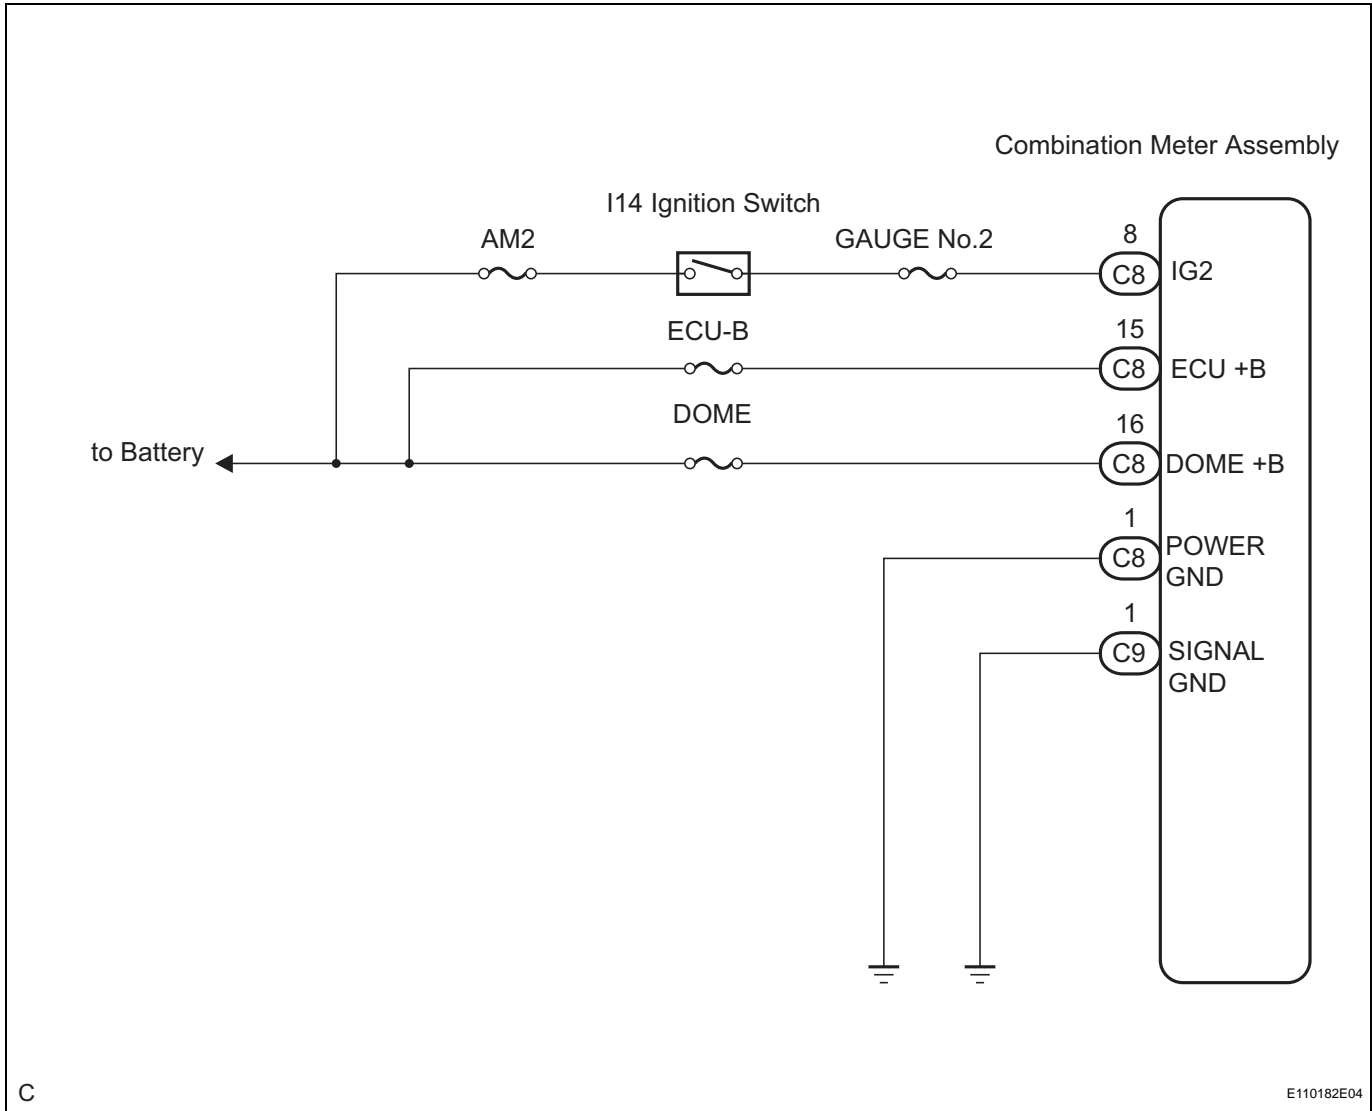 Combination Meter Assembly
I14 Ignition Switch
AM2
GAUGE No.2
8
C8
IG2
ECU-B
15
C8
ECU +B
DOME
16
to Battery
C8
DOME +B
1
C8
POWER
GND
1
C9
SIGNAL
GND
C
E110182E04